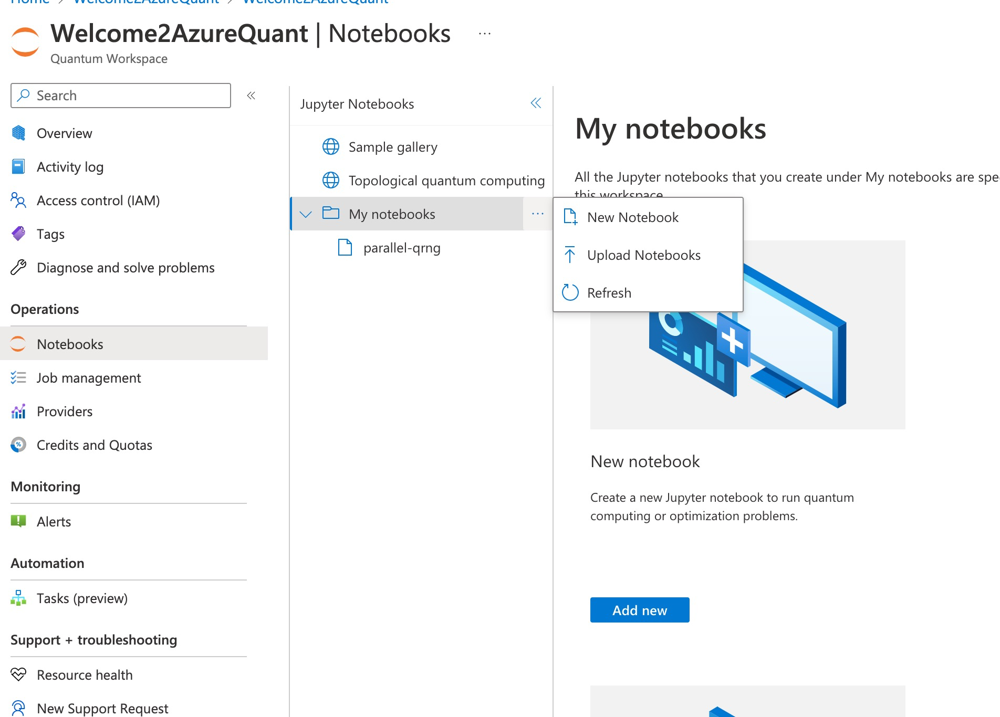 Home > Welcome2AzureQuant > Welcome2AzureQuant
Welcome2AzureQuant | Notebooks ...
Quantum Workspace
Search
Overview
Activity log
Access control (IAM)
Tags
Diagnose and solve problems
Operations
Notebooks
Job management
Providers
Credits and Quotas
Monitoring
Alerts
Automation
Tasks (preview)
Support + troubleshooting
Resource health
New Support Request
Jupyter Notebooks
Sample gallery
Topological quantum computing
My notebooks ...
parallel-qrng
New Notebook
Upload Notebooks
Refresh
My notebooks
All the Jupyter notebooks that you create under My notebooks are
this workspace
New notebook
Create a new Jupyter notebook to run quantum
computing or optimization problems.
Add new